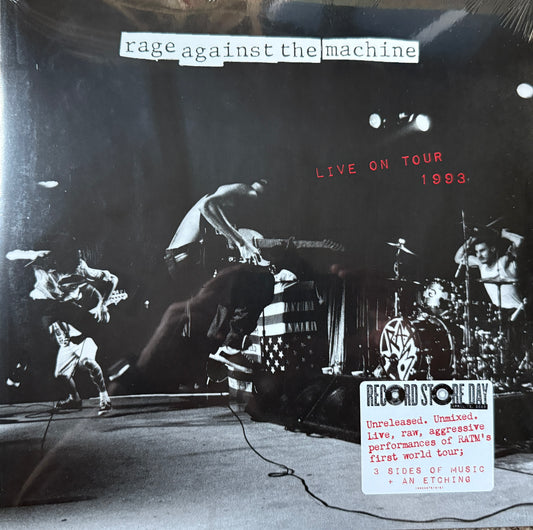 rage against the machine
LIVE ON TOUR
1993
RECORD STORE DAY
Unreleased. Unmixed.
Live, raw, aggressive
performances of RATM's
first world tour;
3 SIDES OF MUSIC
+ AN ETCHING